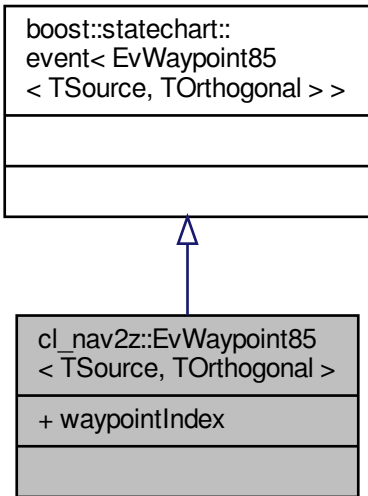 boost::statechart::
event< EvWaypoint85
< TSource, TOrthogonal > >
cl_nav2z::EvWaypoint85
< TSource, TOrthogonal >
+ waypointIndex